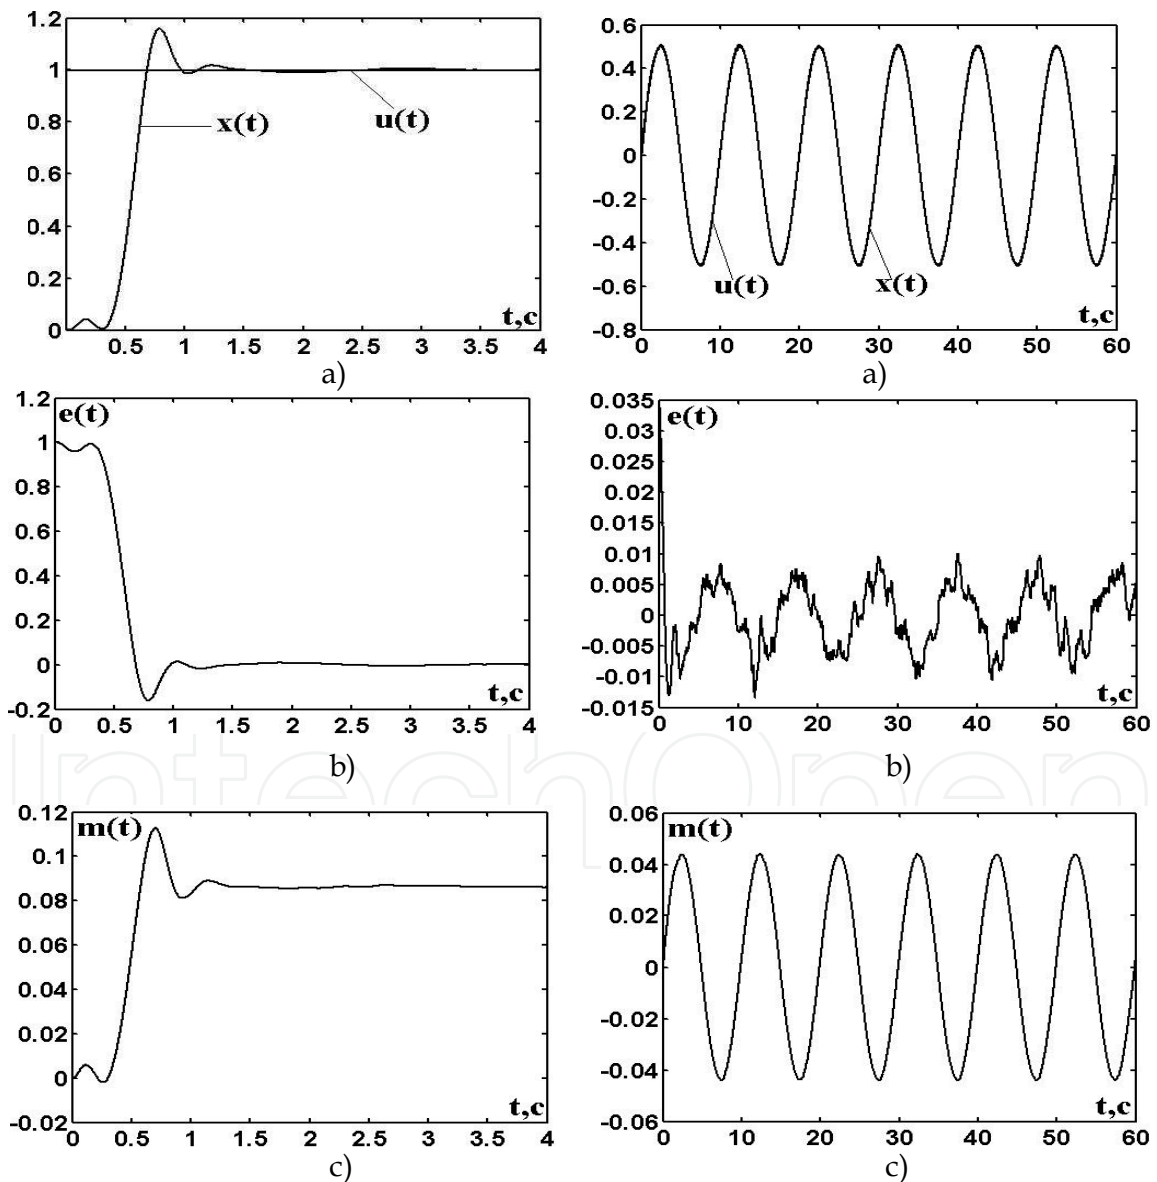 1.2
1
0.8
0.6
0.4
0.2
0
x(t)
u(t)
t,c
0.5 1 1.5 2 2.5 3 3.5 4
a)
0.6
0.4
0.2
0
-0.2
-0.4
-0.6
-0.8
u(t)
x(t)
t,c
0 10 20 30 40 50 60
a)
1.2
1
0.8
0.6
0.4
0.2
0
-0.2
e(t)
t,c
0 0.5 1 1.5 2 2.5 3 3.5 4
b)
0.035
0.03
0.025
0.02
0.015
0.01
0.005
0
-0.005
-0.01
-0.015
e(t)
t,c
0 10 20 30 40 50 60
b)
IntechOpen
0.12
0.1
0.08
0.06
0.04
0.02
0
-0.02
m(t)
t,c
0 0.5 1 1.5 2 2.5 3 3.5 4
c)
0.06
0.04
0.02
0
-0.02
-0.04
-0.06
m(t)
t,c
0 10 20 30 40 50 60
c)